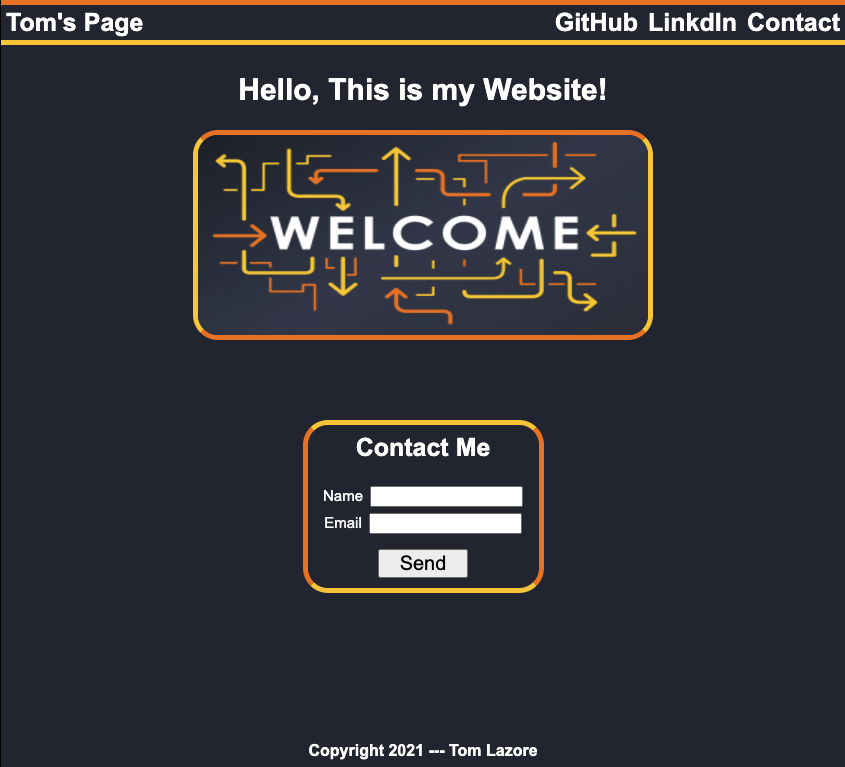 Tom's Page GitHub LinkdIn Contact
Hello, This is my Website!
WELCOME
Contact Me
Name
Email
Send
Copyright 2021 --- Tom Lazore